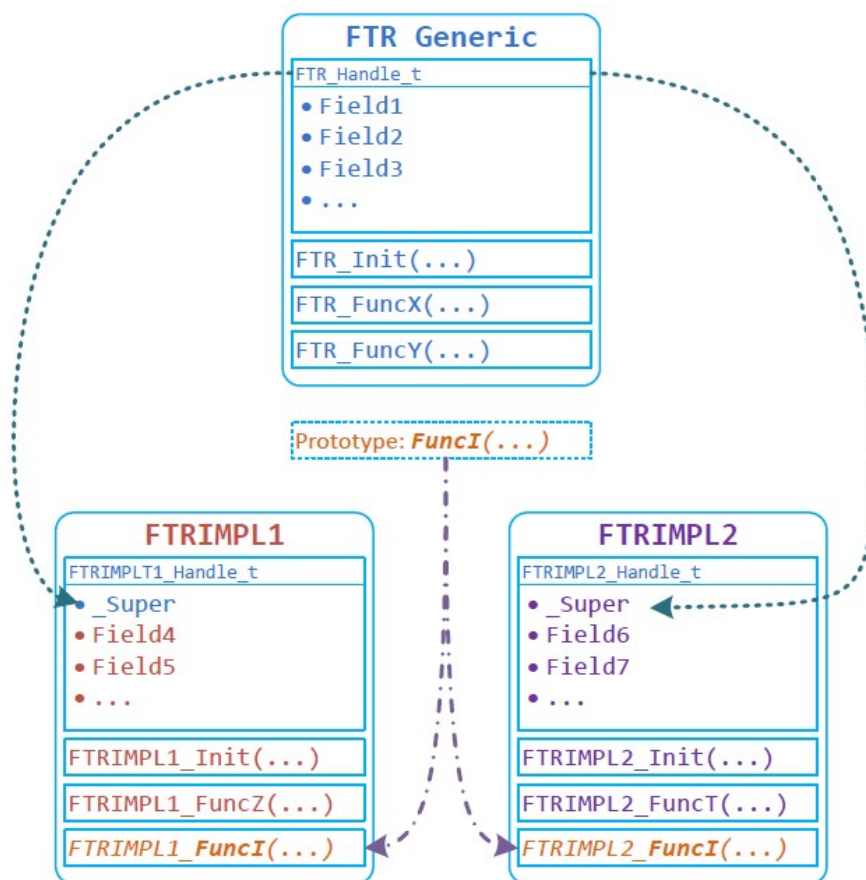 FTR Generic
FTR_Handle_t
• Field1
• Field2
• Field3
• ...
FTR_Init(...)
FTR_FuncX(...)
FTR_FuncY(...)
Prototype: FuncI(...)
FTRIMPL1
FTRIMPLT1_Handle_t
• _Super
• Field4
• Field5
• ...
FTRIMPL1_Init(...)
FTRIMPL1_FuncZ(...)
FTRIMPL1_FuncI(...)
FTRIMPL2
FTRIMPL2_Handle_t
• _Super
• Field6
• Field7
• ...
FTRIMPL2_Init(...)
FTRIMPL2_FuncT(...)
FTRIMPL2_FuncI(...)